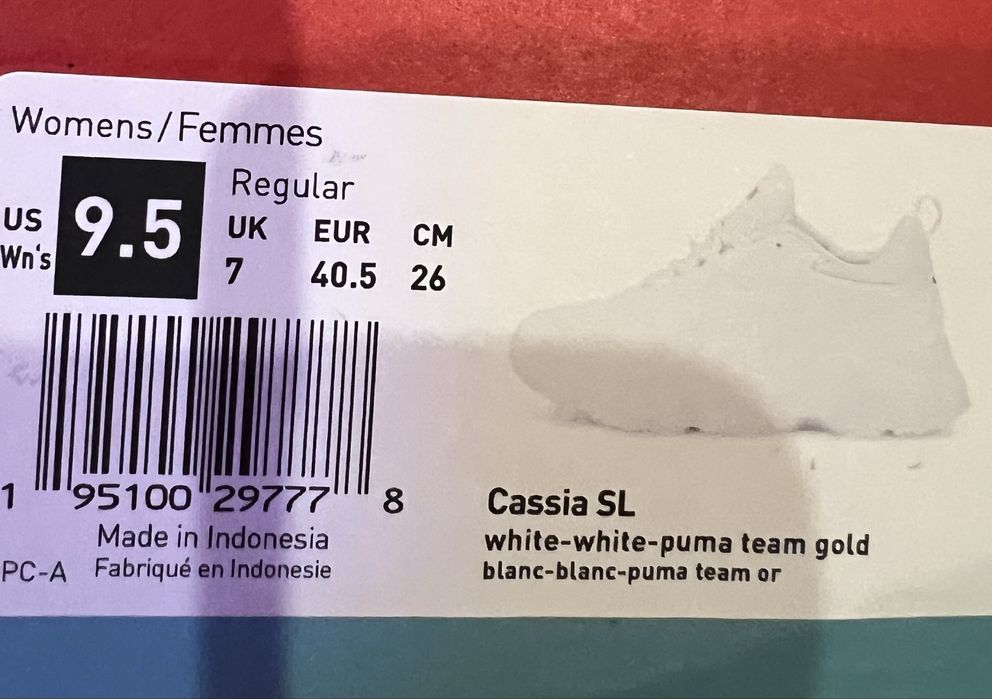 Womens/Femmes
US
Wn's
9.5
Regular
UK EUR CM
7 40.5 26
1 95100 29777 8
Made in Indonesia
PC-A Fabriqué en Indonesie
Cassia SL
white-white-puma team gold
blanc-blanc-puma team or